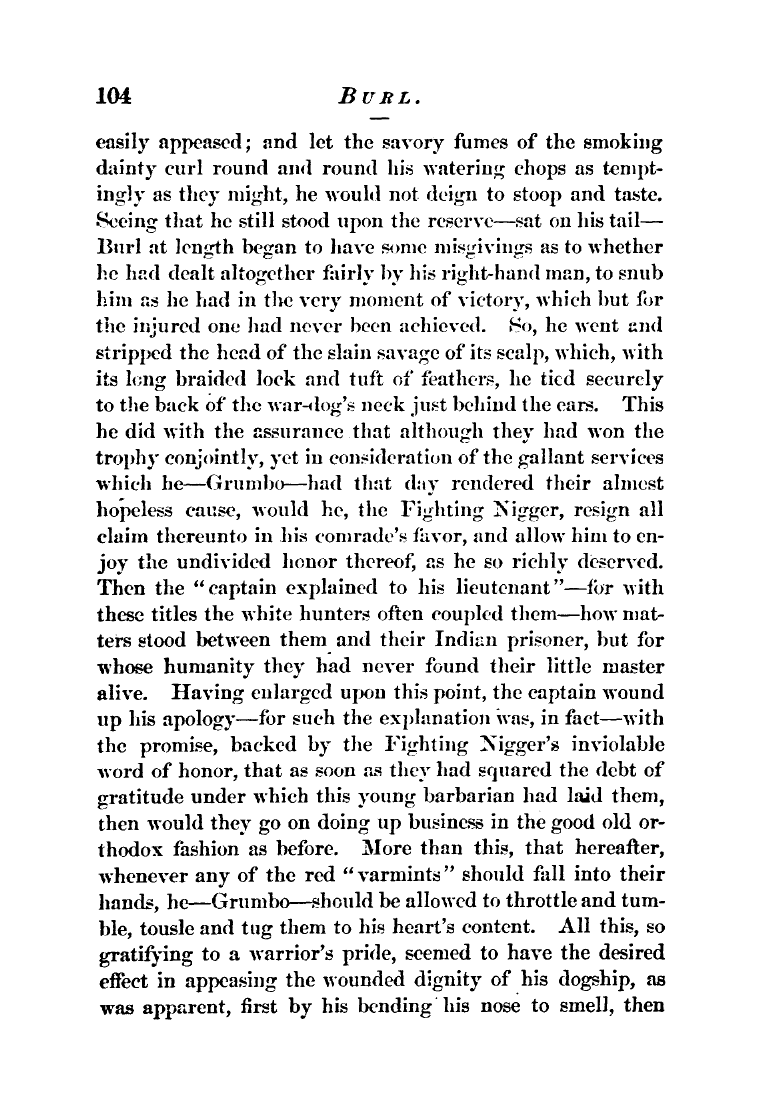 104 BURL.
easily appeased; and let the savory fumes of the smoking
dainty curl round and round his watering chops as tempt-
ingly as they might, he would not deign to stoop and taste.
Seeing that he still stood upon the reserve—sat on his tail—
Burl at length began to have some misgivings as to whether
he had dealt altogether fairly by his right-hand man, to snub
him as he had in the very moment of victory, which but for
the injured one had never been achieved. So, he went and
stripped the head of the slain savage of its scalp, which, with
its long braided lock and tuft of feathers, he tied securely
to the back of the war-dog's neck just behind the ears. This
he did with the assurance that although they had won the
trophy conjointly, yet in consideration of the gallant services
which he—Grumbo—had that day rendered their almost
hopeless cause, would he, the Fighting Nigger, resign all
claim thereunto in his comrade's favor, and allow him to en-
joy the undivided honor thereof, as he so richly deserved.
Then the "captain explained to his lieutenant"—for with
these titles the white hunters often coupled them—how mat-
ters stood between them and their Indian prisoner, but for
whose humanity they had never found their little master
alive. Having enlarged upon this point, the captain wound
up his apology—for such the explanation was, in fact—with
the promise, backed by the Fighting Nigger's inviolable
word of honor, that as soon as they had squared the debt of
gratitude under which this young barbarian had laid them,
then would they go on doing up business in the good old or-
thodox fashion as before. More than this, that hereafter,
whenever any of the red "varmints" should fall into their
hands, he—Grumbo—should be allowed to throttle and tum-
ble, tousle and tug them to his heart's content. All this, so
gratifying to a warrior's pride, seemed to have the desired
effect in appeasing the wounded dignity of his dogship, as
was apparent, first by his bending his nose to smell, then